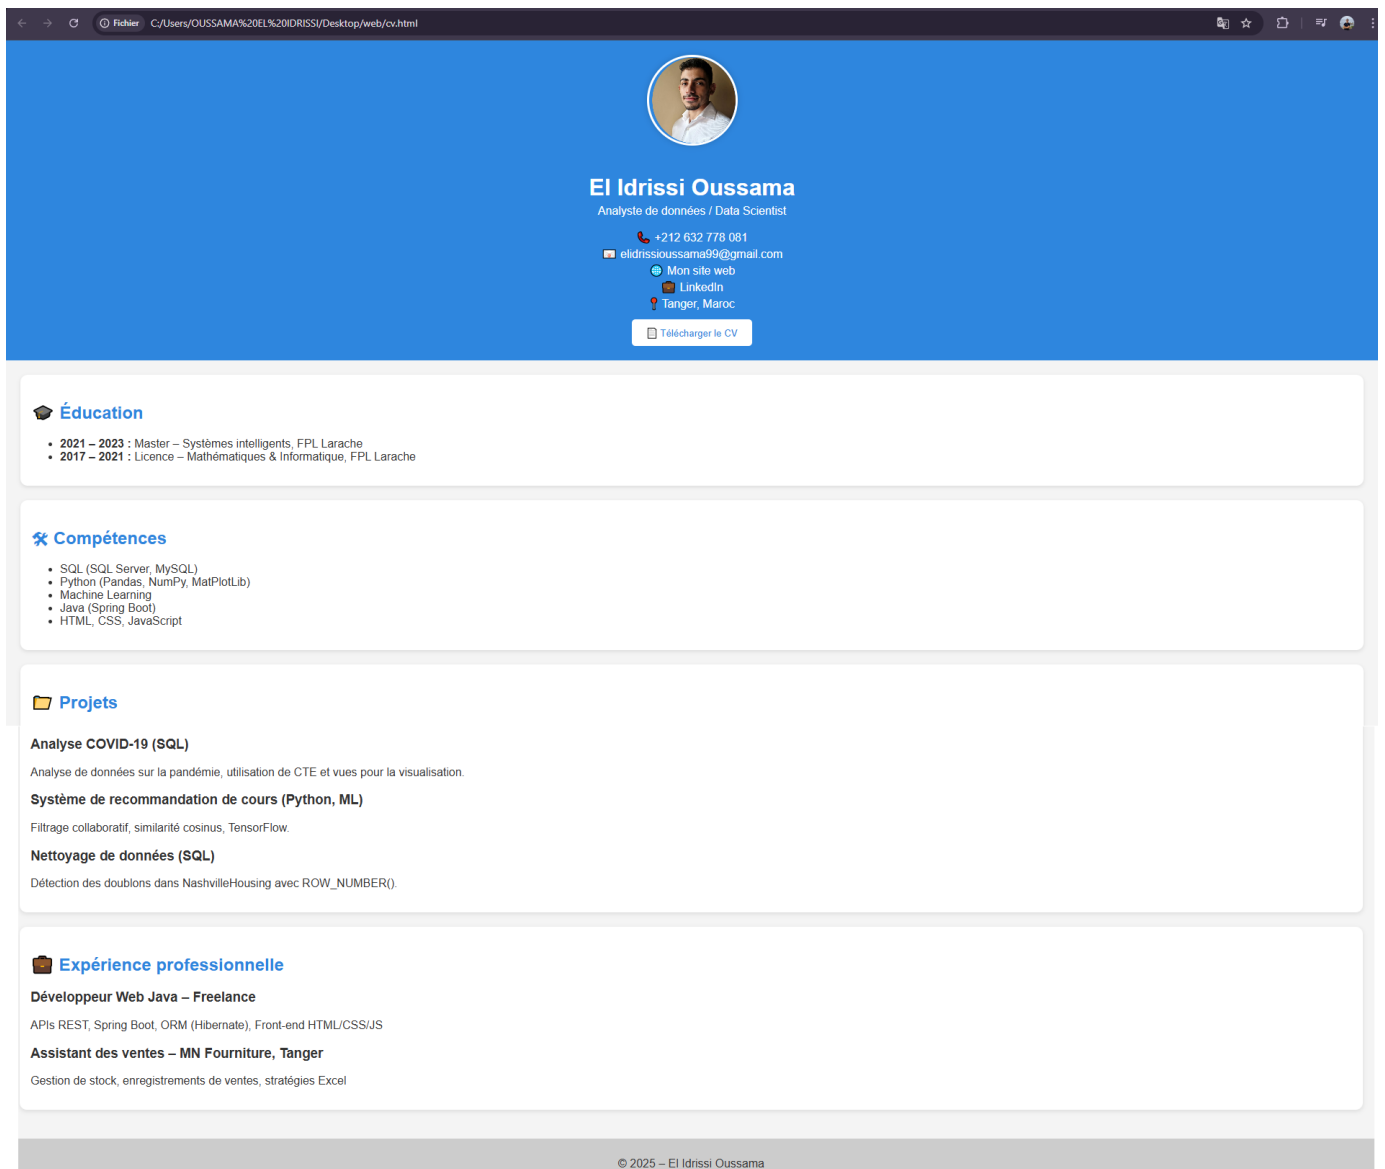 Fichier C:/Users/OUSSAMA%20EL%20IDRISSI/Desktop/web/cv.html
El Idrissi Oussama
Analyste de données / Data Scientist
+212 632 778 081
elidrissioussama99@gmail.com
Mon site web
LinkedIn
Tanger, Maroc
Télécharger le CV
Éducation
2021 – 2023 : Master – Systèmes intelligents, FPL Larache
2017 – 2021 : Licence – Mathématiques & Informatique, FPL Larache
Compétences
SQL (SQL Server, MySQL)
Python (Pandas, NumPy, MatPlotLib)
Machine Learning
Java (Spring Boot)
HTML, CSS, JavaScript
Projets
Analyse COVID-19 (SQL)
Analyse de données sur la pandémie, utilisation de CTE et vues pour la visualisation.
Système de recommandation de cours (Python, ML)
Filtrage collaboratif, similarité cosinus, TensorFlow.
Nettoyage de données (SQL)
Détection des doublons dans NashvilleHousing avec ROW_NUMBER().
Expérience professionnelle
Développeur Web Java – Freelance
APIs REST, Spring Boot, ORM (Hibernate), Front-end HTML/CSS/JS
Assistant des ventes – MN Fourniture, Tanger
Gestion de stock, enregistrements de ventes, stratégies Excel
© 2025 – El Idrissi Oussama